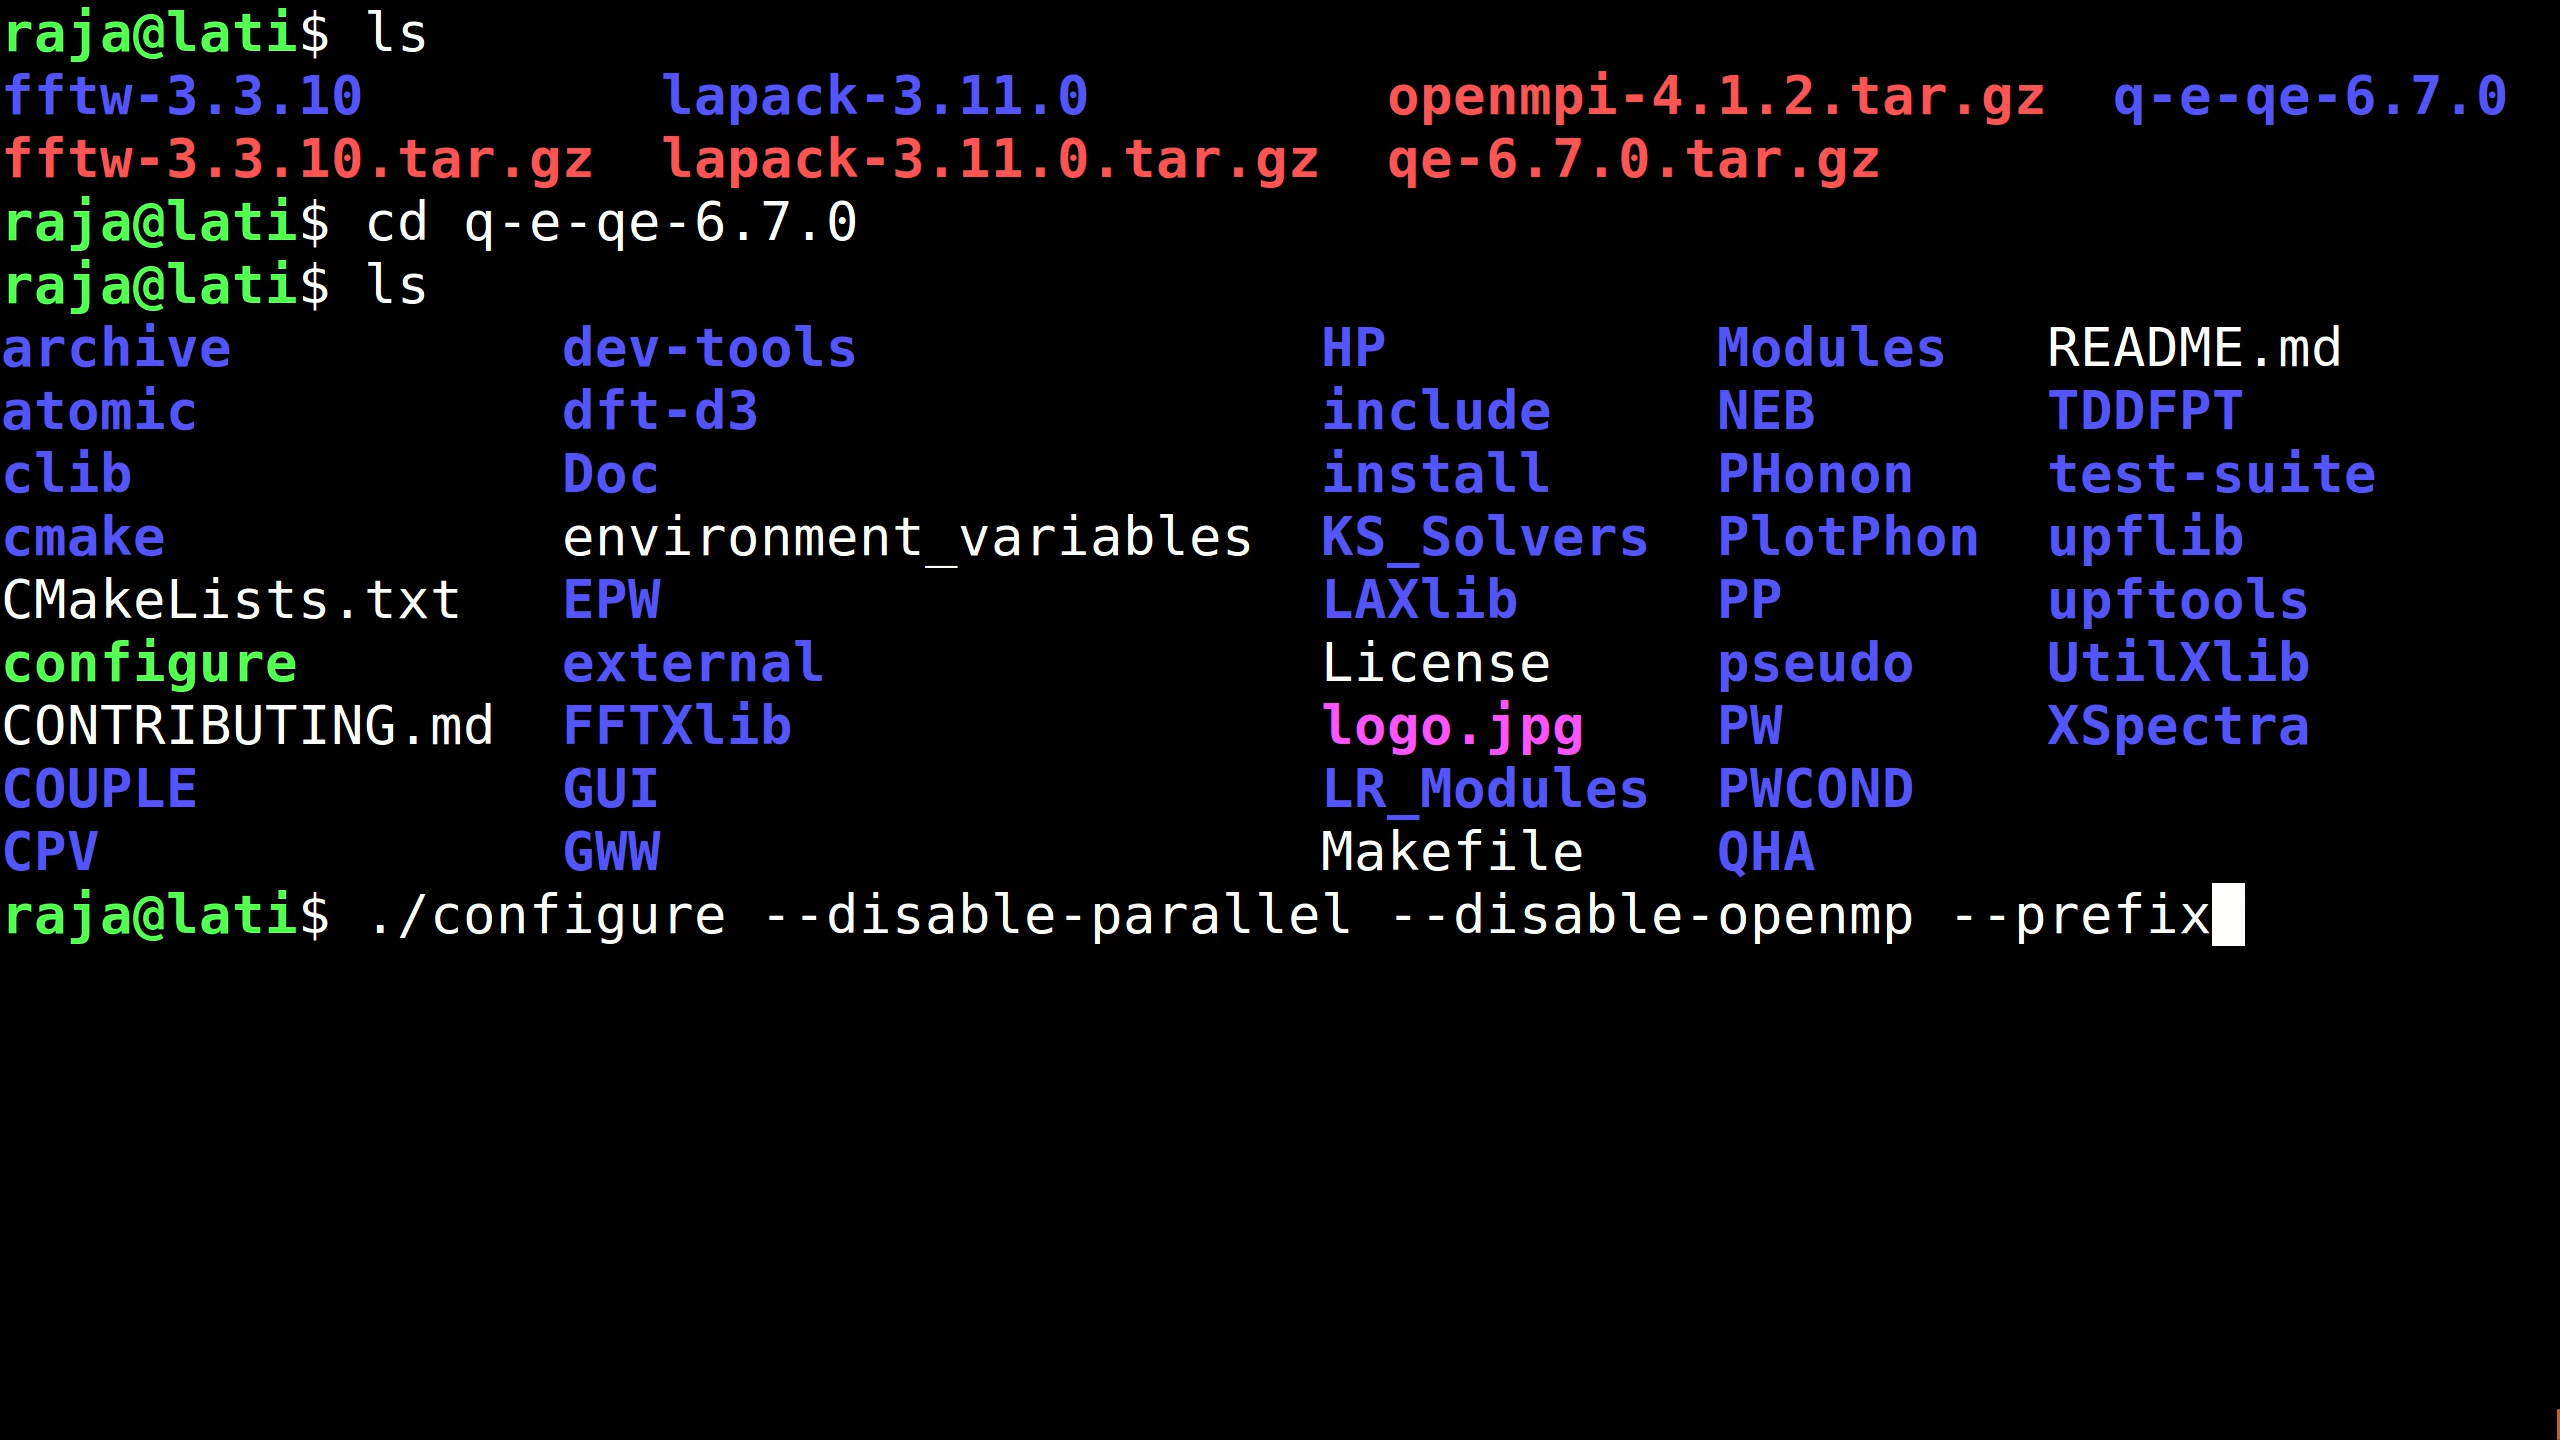 raja@lati$ ls
fftw-3.3.10 lapack-3.11.0 openmpi-4.1.2.tar.gz q-e-qe-6.7.0
fftw-3.3.10.tar.gz lapack-3.11.0.tar.gz qe-6.7.0.tar.gz
raja@lati$ cd q-e-qe-6.7.0
raja@lati$ ls
archive dev-tools HP Modules README.md
atomic dft-d3 include NEB TDDFPT
clib Doc install PHonon test-suite
cmake environment_variables KS_Solvers PlotPhon upflib
CMakeLists.txt EPW LAXlib PP upftools
configure external License pseudo UtilXlib
CONTRIBUTING.md FFTXlib logo.jpg PW XSpectra
COUPLE GUI LR_Modules PWCOND
CPV GWW Makefile QHA
raja@lati$ ./configure --disable-parallel --disable-openmp --prefix